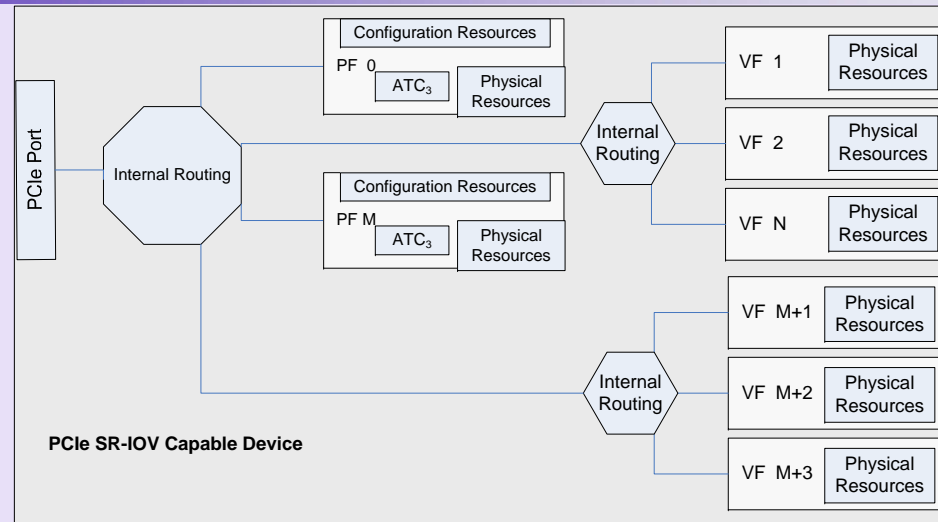 Configuration Resources
PF 0
ATC₃
Physical
Resources
PCIe Port
Internal Routing
Configuration Resources
PF M
ATC₃
Physical
Resources
Internal
Routing
VF 1
Physical
Resources
VF 2
Physical
Resources
VF N
Physical
Resources
Internal
Routing
VF M+1
Physical
Resources
VF M+2
Physical
Resources
VF M+3
Physical
Resources
PCIe SR-IOV Capable Device